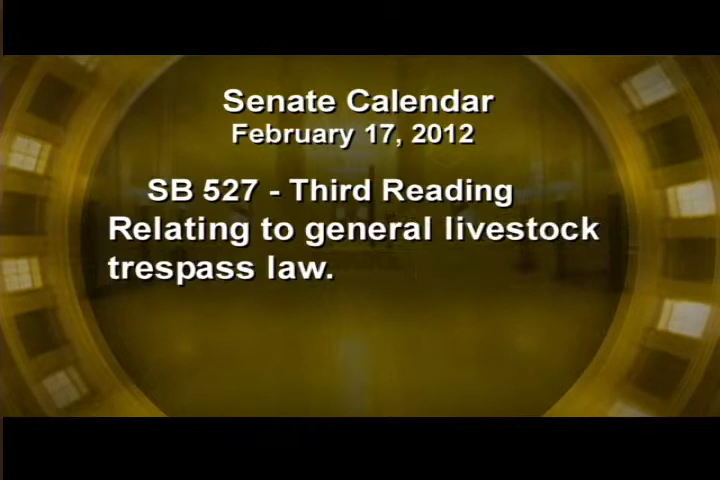 Senate Calendar
February 17, 2012
SB 527 - Third Reading
Relating to general livestock
trespass law.